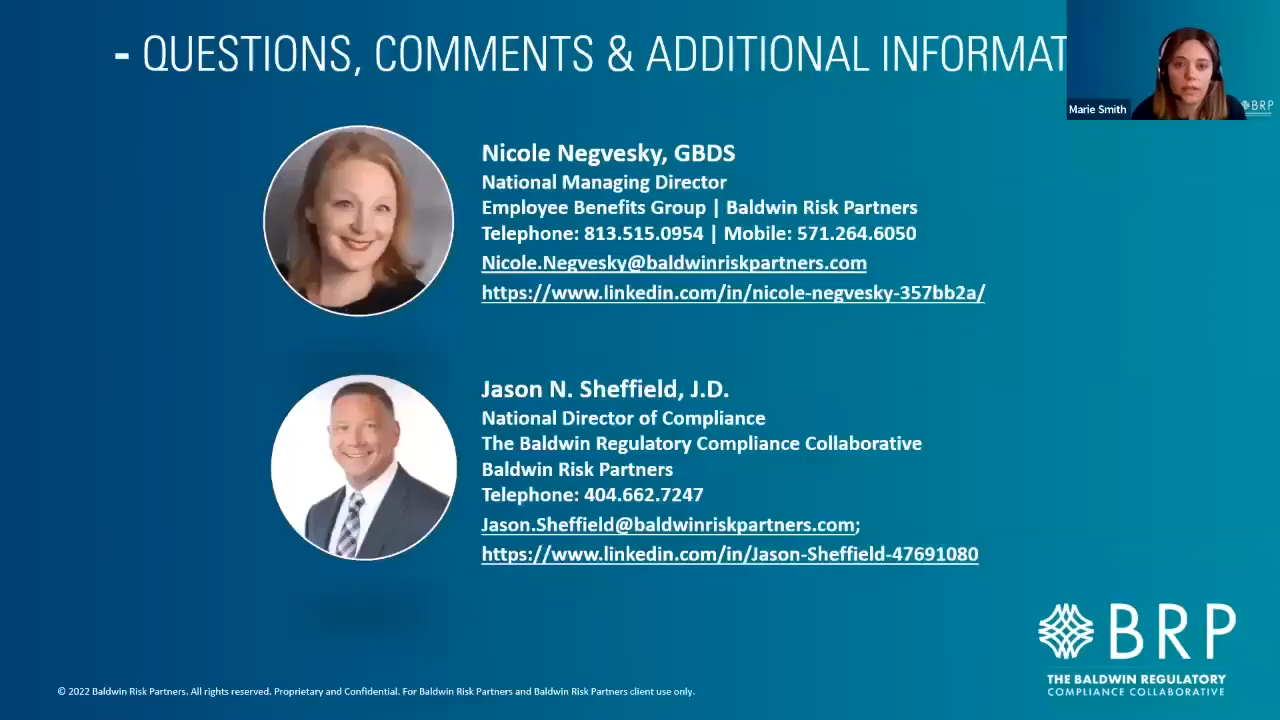 - QUESTIONS, COMMENTS & ADDITIONAL INFORMAT
Marie Smith
BRP
Nicole Negvesky, GBDS
National Managing Director
Employee Benefits Group | Baldwin Risk Partners
Telephone: 813.515.0954 | Mobile: 571.264.6050
Nicole.Negvesky@baldwinriskpartners.com
https://www.linkedin.com/in/nicole-negvesky-357bb2a/
Jason N. Sheffield, J.D.
National Director of Compliance
The Baldwin Regulatory Compliance Collaborative
Baldwin Risk Partners
Telephone: 404.662.7247
Jason.Sheffield@baldwinriskpartners.com;
https://www.linkedin.com/in/Jason-Sheffield-47691080
BRP
THE BALDWIN REGULATORY
COMPLIANCE COLLABORATIVE
© 2022 Baldwin Risk Partners. All rights reserved. Proprietary and Confidential. For Baldwin Risk Partners and Baldwin Risk Partners client use only.